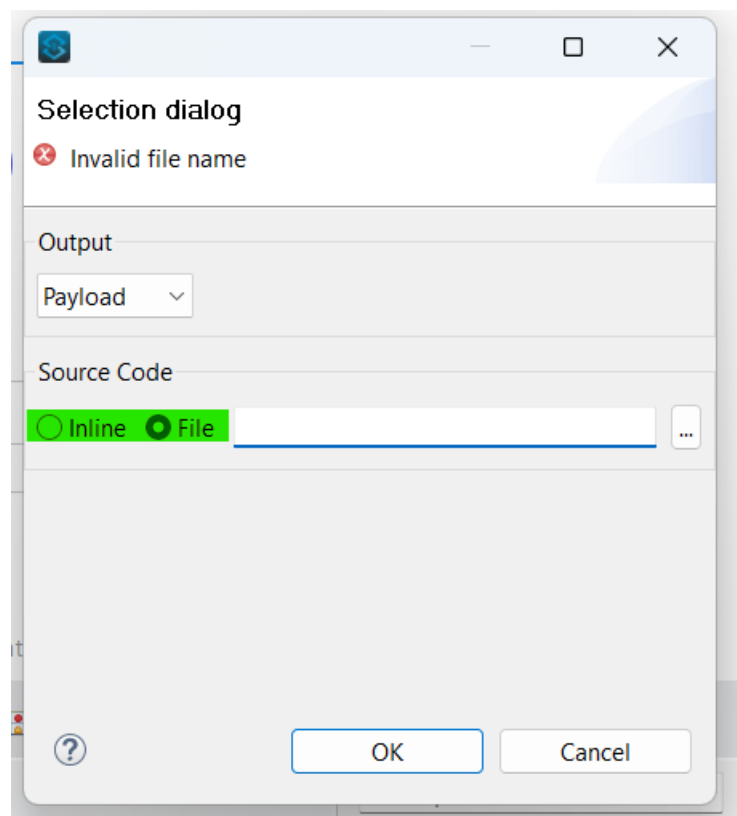 Selection dialog
Invalid file name
Output
Payload
Source Code
Inline File ...
?
OK Cancel